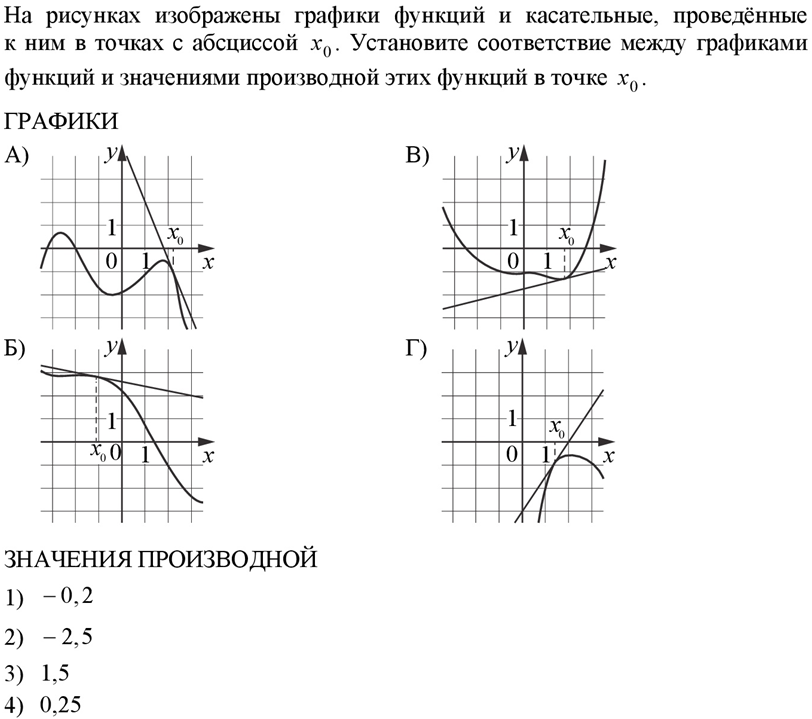 На рисунках изображены графики функций и касательные, проведённые
к ним в точках с абсциссой x₀. Установите соответствие между графиками
функций и значениями производной этих функций в точке x₀.
ГРАФИКИ
А) y 1 x₀ 0 1 x
В) y 1 x₀ 0 1 x
Б) y 1 x₀ 0 1 x
Г) y 1 x₀ 0 1 x
ЗНАЧЕНИЯ ПРОИЗВОДНОЙ
1) −0,2
2) −2,5
3) 1,5
4) 0,25